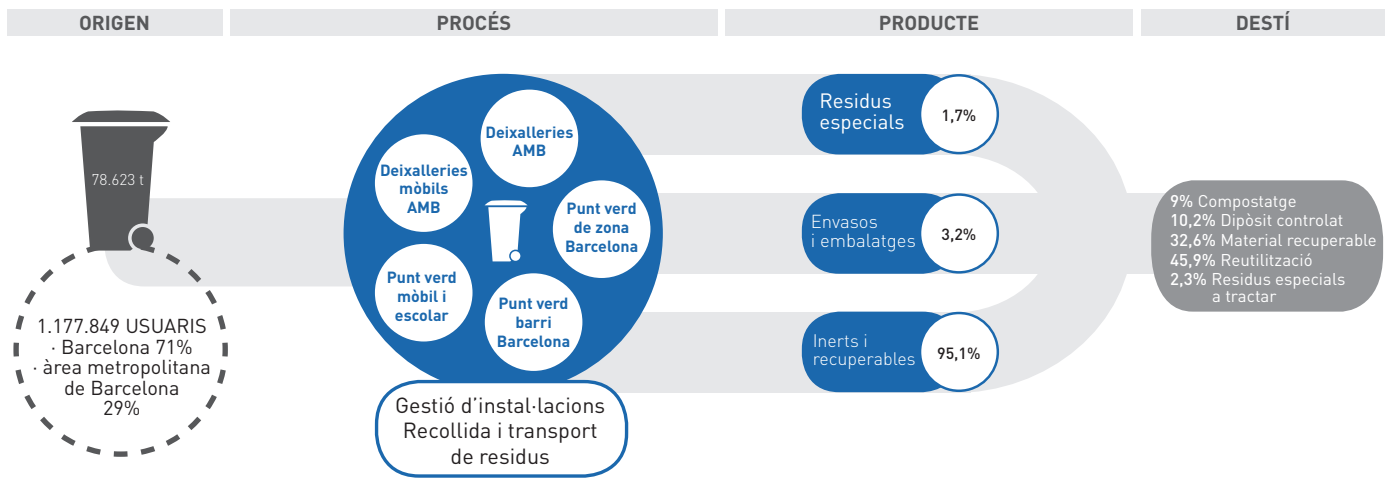 ORIGEN
PROCÉS
PRODUCTE
DESTÍ
78.623 t
1.177.849 USUARIS
· Barcelona 71%
· àrea metropolitana
de Barcelona
29%
Deixalleries
AMB
Deixalleries
mòbils
AMB
Punt verd
de zona
Barcelona
Punt verd
mòbil i
escolar
Punt verd
barri
Barcelona
Gestió d’instal·lacions
Recollida i transport
de residus
Residus
especials
1,7%
Envasos
i embalatges
3,2%
Inerts i
recuperables
95,1%
9% Compostatge
10,2% Dipòsit controlat
32,6% Material recuperable
45,9% Reutilització
2,3% Residus especials
a tractar